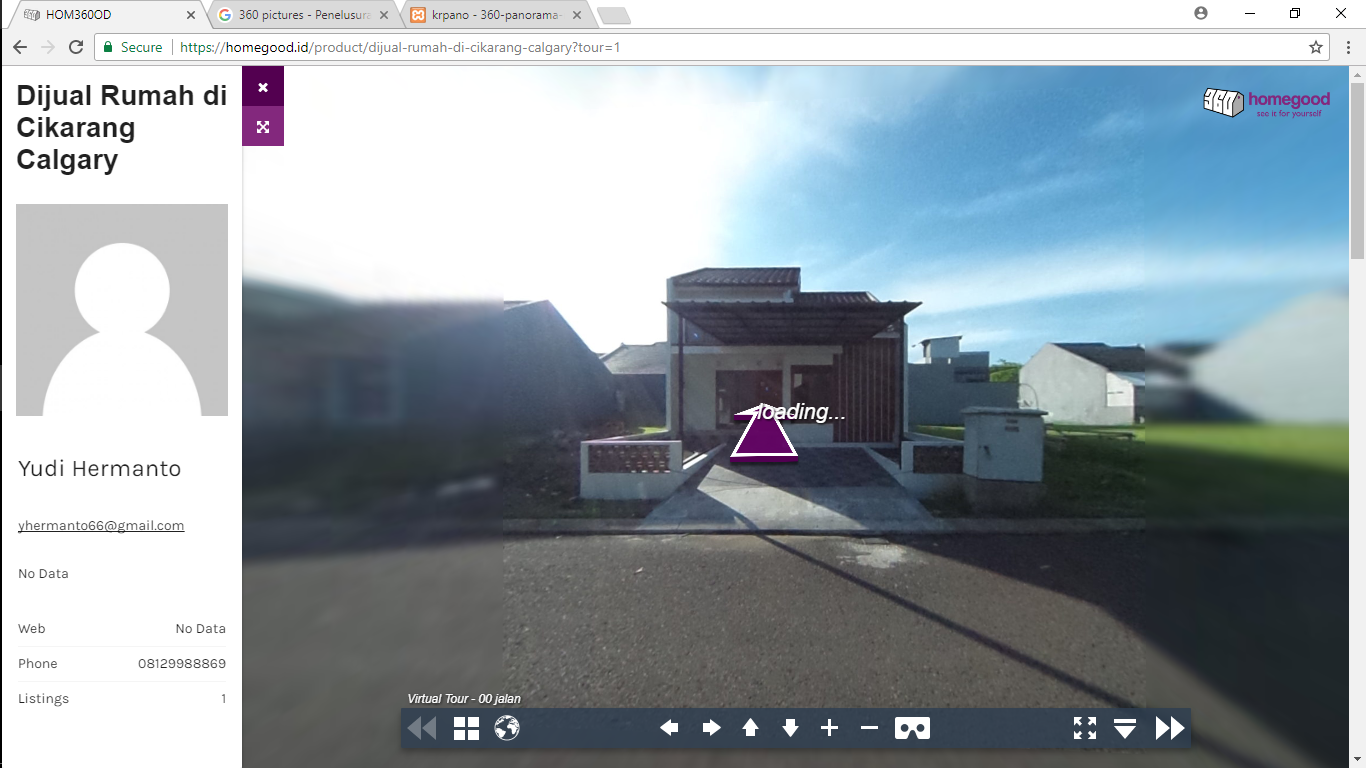 HOM360OD
360 pictures - Penelusura
krpano - 360-panorama-
Secure
https://homegood.id/product/dijual-rumah-di-cikarang-calgary?tour=1
Dijual Rumah di
Cikarang
Calgary
Yudi Hermanto
yhermanto66@gmail.com
No Data
Web No Data
Phone 08129988869
Listings 1
360° homegood
see it for yourself
loading...
Virtual Tour - 00 jalan